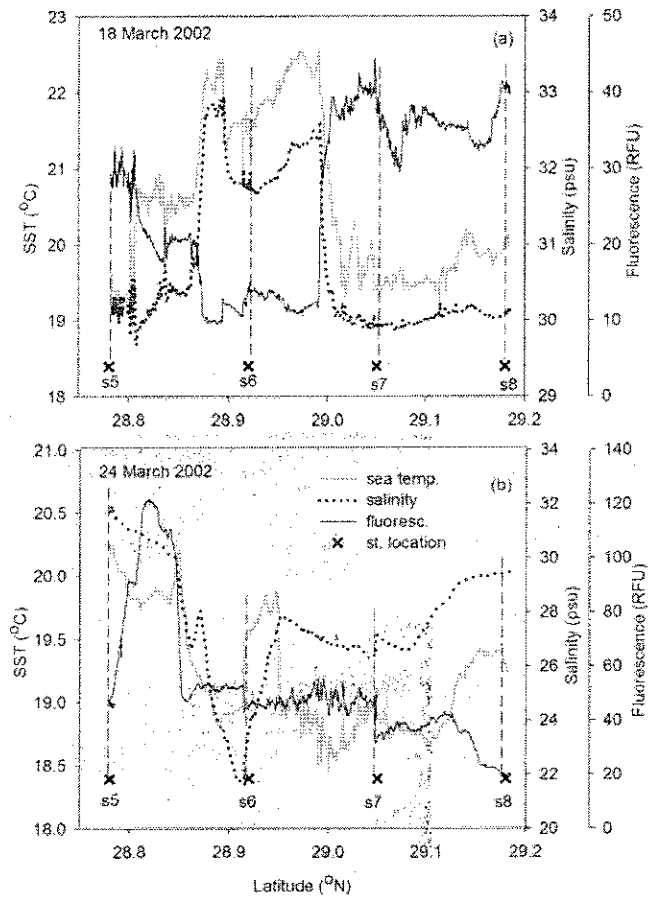 18 March 2002
(a)
SST (°C)
23
22
21
20
19
18
Salinity (psu)
34
33
32
31
30
29
Fluorescence (RFU)
50
40
30
20
10
0
s5
s6
s7
s8
28.8
28.9
29.0
29.1
29.2
24 March 2002
(b)
sea temp.
salinity
fluoresc.
st. location
SST (°C)
21.0
20.5
20.0
19.5
19.0
18.5
18.0
Salinity (psu)
34
32
30
28
26
24
22
20
Fluorescence (RFU)
140
120
100
80
60
40
20
0
s5
s6
s7
s8
28.8
28.9
29.0
29.1
29.2
Latitude (°N)